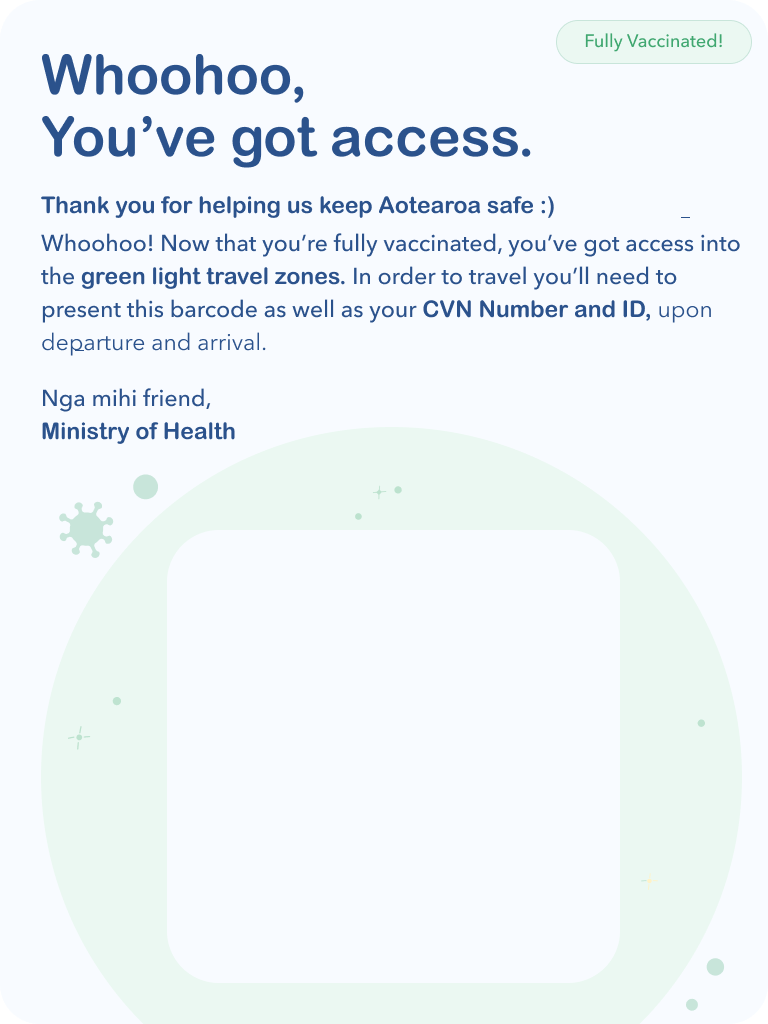 Fully Vaccinated!
Whoohoo,
You’ve got access.
Thank you for helping us keep Aotearoa safe :)
Whoohoo! Now that you’re fully vaccinated, you’ve got access into
the green light travel zones. In order to travel you’ll need to
present this barcode as well as your CVN Number and ID, upon
departure and arrival.
Nga mihi friend,
Ministry of Health